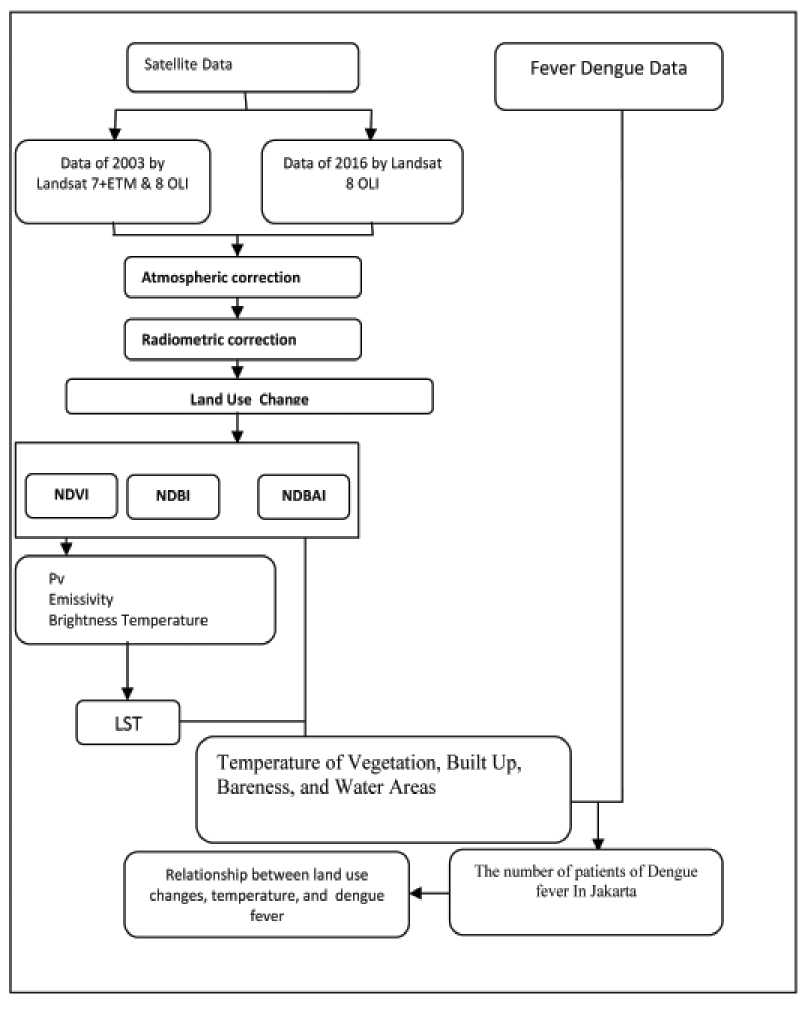 Satellite Data
Fever Dengue Data
Data of 2003 by
Landsat 7+ETM & 8 OLI
Data of 2016 by Landsat
8 OLI
Atmospheric correction
Radiometric correction
Land Use Change
NDVI
NDBI
NDBAI
Pv
Emissivity
Brightness Temperature
LST
Temperature of Vegetation, Built Up,
Bareness, and Water Areas
The number of patients of Dengue
fever In Jakarta
Relationship between land use
changes, temperature, and dengue
fever